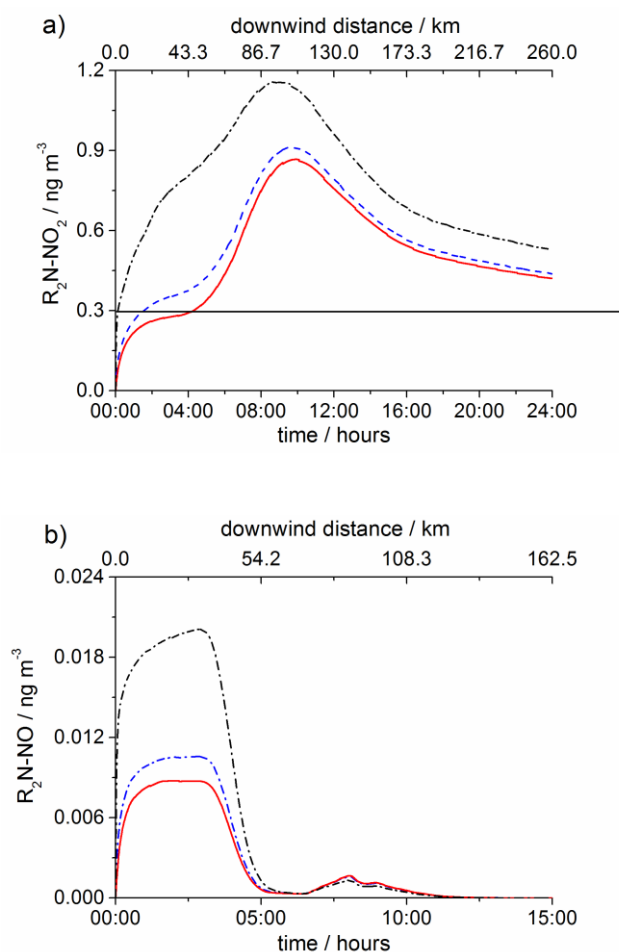 a)
downwind distance / km
0.0 43.3 86.7 130.0 173.3 216.7 260.0
1.2
0.9
0.6
0.3
0.0
R₂N-NO₂ / ng m⁻³
00:00 04:00 08:00 12:00 16:00 20:00 24:00
time / hours
b)
downwind distance / km
0.0 54.2 108.3 162.5
0.024
0.018
0.012
0.006
0.000
R₂N-NO / ng m⁻³
00:00 05:00 10:00 15:00
time / hours